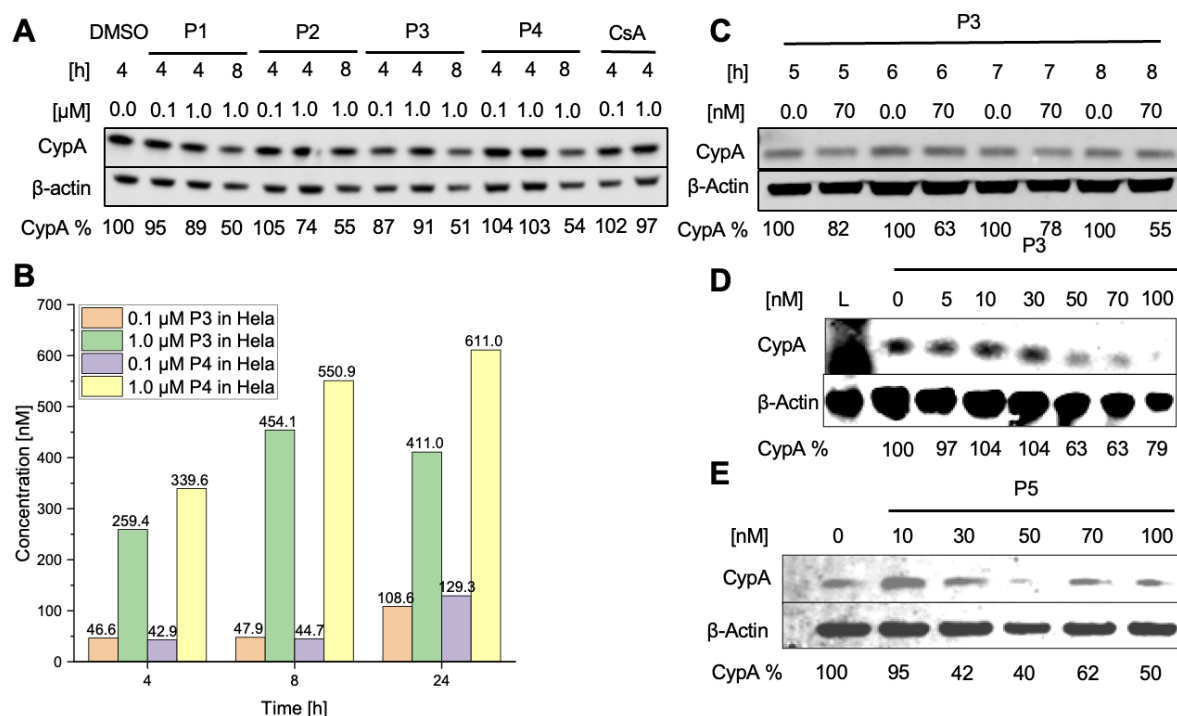 A
DMSO P1 P2 P3 P4 CsA
[h] 4 4 4 8 4 4 8 4 4 8 4 4 8 4 4
[µM] 0.0 0.1 1.0 1.0 0.1 1.0 1.0 0.1 1.0 1.0 0.1 1.0 1.0 0.1 1.0
CypA
β-actin
CypA % 100 95 89 50 105 74 55 87 91 51 104 103 54 102 97
B
0.1 µM P3 in Hela
1.0 µM P3 in Hela
0.1 µM P4 in Hela
1.0 µM P4 in Hela
Concentration [nM]
700
600
500
400
300
200
100
0
46.6 259.4 42.9 339.6
47.9 454.1 44.7 550.9
108.6 411.0 129.3 611.0
4 8 24
Time [h]
C
P3
[h] 5 5 6 6 7 7 8 8
[nM] 0.0 70 0.0 70 0.0 70 0.0 70
CypA
β-Actin
CypA % 100 82 100 63 100 78 100 55
D
P3
[nM] L 0 5 10 30 50 70 100
CypA
β-Actin
CypA % 100 97 104 104 63 63 79
E
P5
[nM] 0 10 30 50 70 100
CypA
β-Actin
CypA % 100 95 42 40 62 50